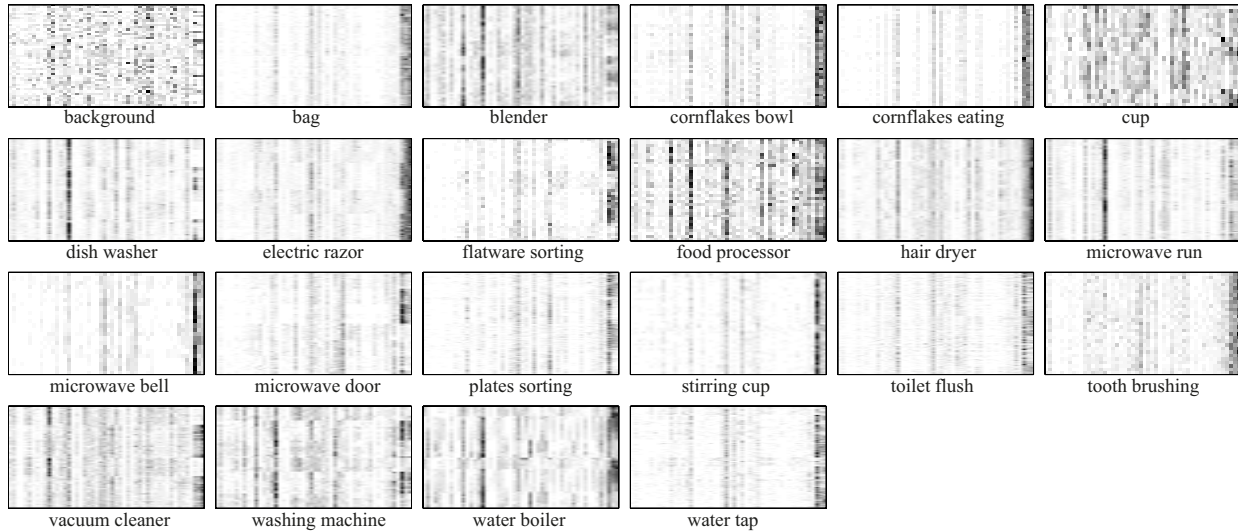 background bag blender cornflakes bowl cornflakes eating cup
dish washer electric razor flatware sorting food processor hair dryer microwave run
microwave bell microwave door plates sorting stirring cup toilet flush tooth brushing
vacuum cleaner washing machine water boiler water tap